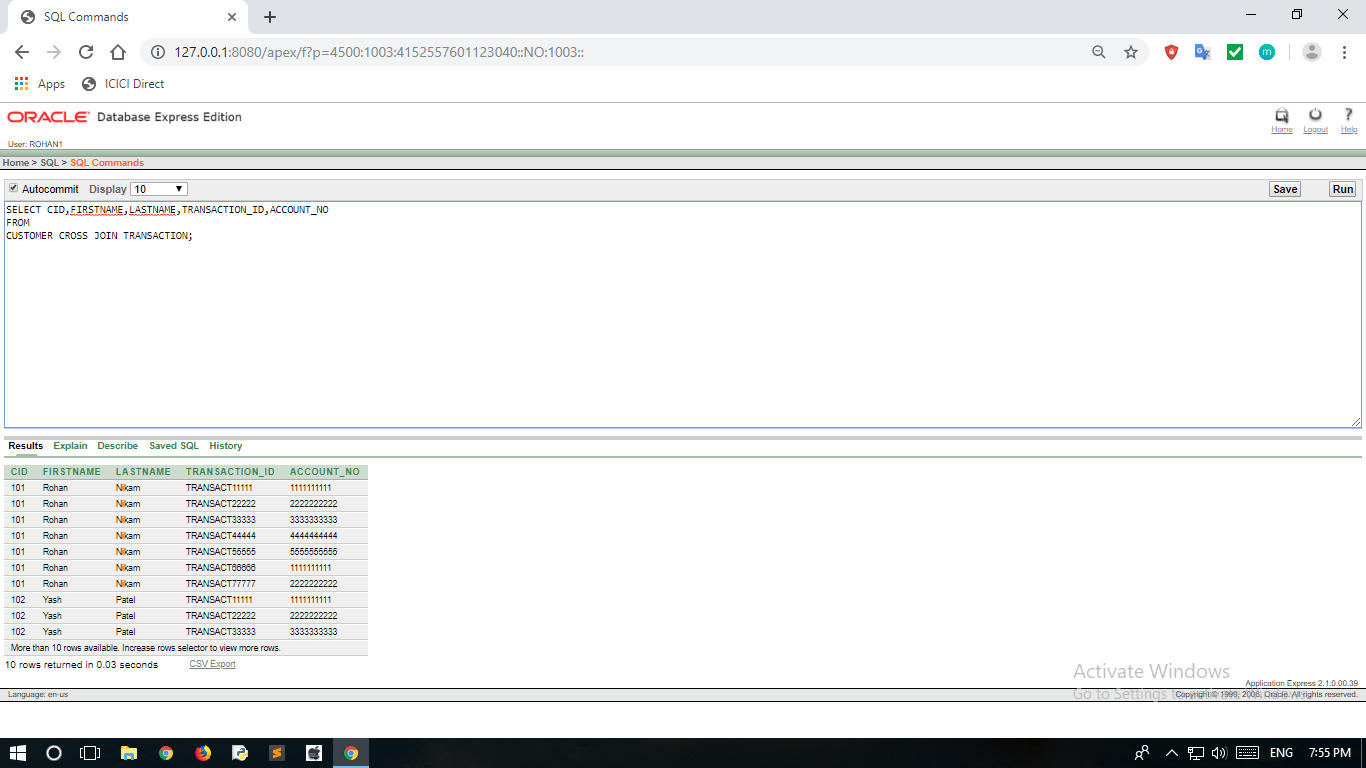 SQL Commands
127.0.0.1:8080/apex/f?p=4500:1003:4152557601123040::NO:1003::
Apps ICICI Direct
ORACLE Database Express Edition
Home Logout Help
User: ROHAN1
Home > SQL > SQL Commands
Autocommit Display 10 Save Run
SELECT CID,FIRSTNAME,LASTNAME,TRANSACTION_ID,ACCOUNT_NO
FROM
CUSTOMER CROSS JOIN TRANSACTION;
Results Explain Describe Saved SQL History
CID FIRSTNAME LASTNAME TRANSACTION_ID ACCOUNT_NO
101 Rohan Nikam TRANSACT11111 1111111111
101 Rohan Nikam TRANSACT22222 2222222222
101 Rohan Nikam TRANSACT33333 3333333333
101 Rohan Nikam TRANSACT44444 4444444444
101 Rohan Nikam TRANSACT55555 5555555555
101 Rohan Nikam TRANSACT66666 1111111111
101 Rohan Nikam TRANSACT77777 2222222222
102 Yash Patel TRANSACT11111 1111111111
102 Yash Patel TRANSACT22222 2222222222
102 Yash Patel TRANSACT33333 3333333333
More than 10 rows available. Increase rows selector to view more rows.
10 rows returned in 0.03 seconds CSV Export
Activate Windows
Application Express 2.1.0.00.39
Language: en-us
Go to Settings
Copyright © 1999, 2006, Oracle. All rights reserved.
m
ENG 7:55 PM